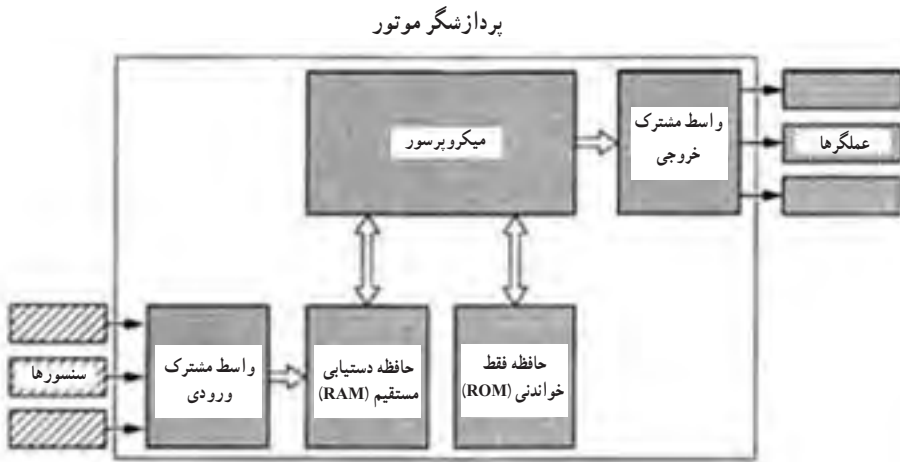 پردازشگر موتور
میکروپرسور
واسط مشترک
خروجی
عملگرها
سنسورها
واسط مشترک
ورودی
حافظه دستیابی
مستقیم (RAM)
حافظه فقط
خواندنی (ROM)